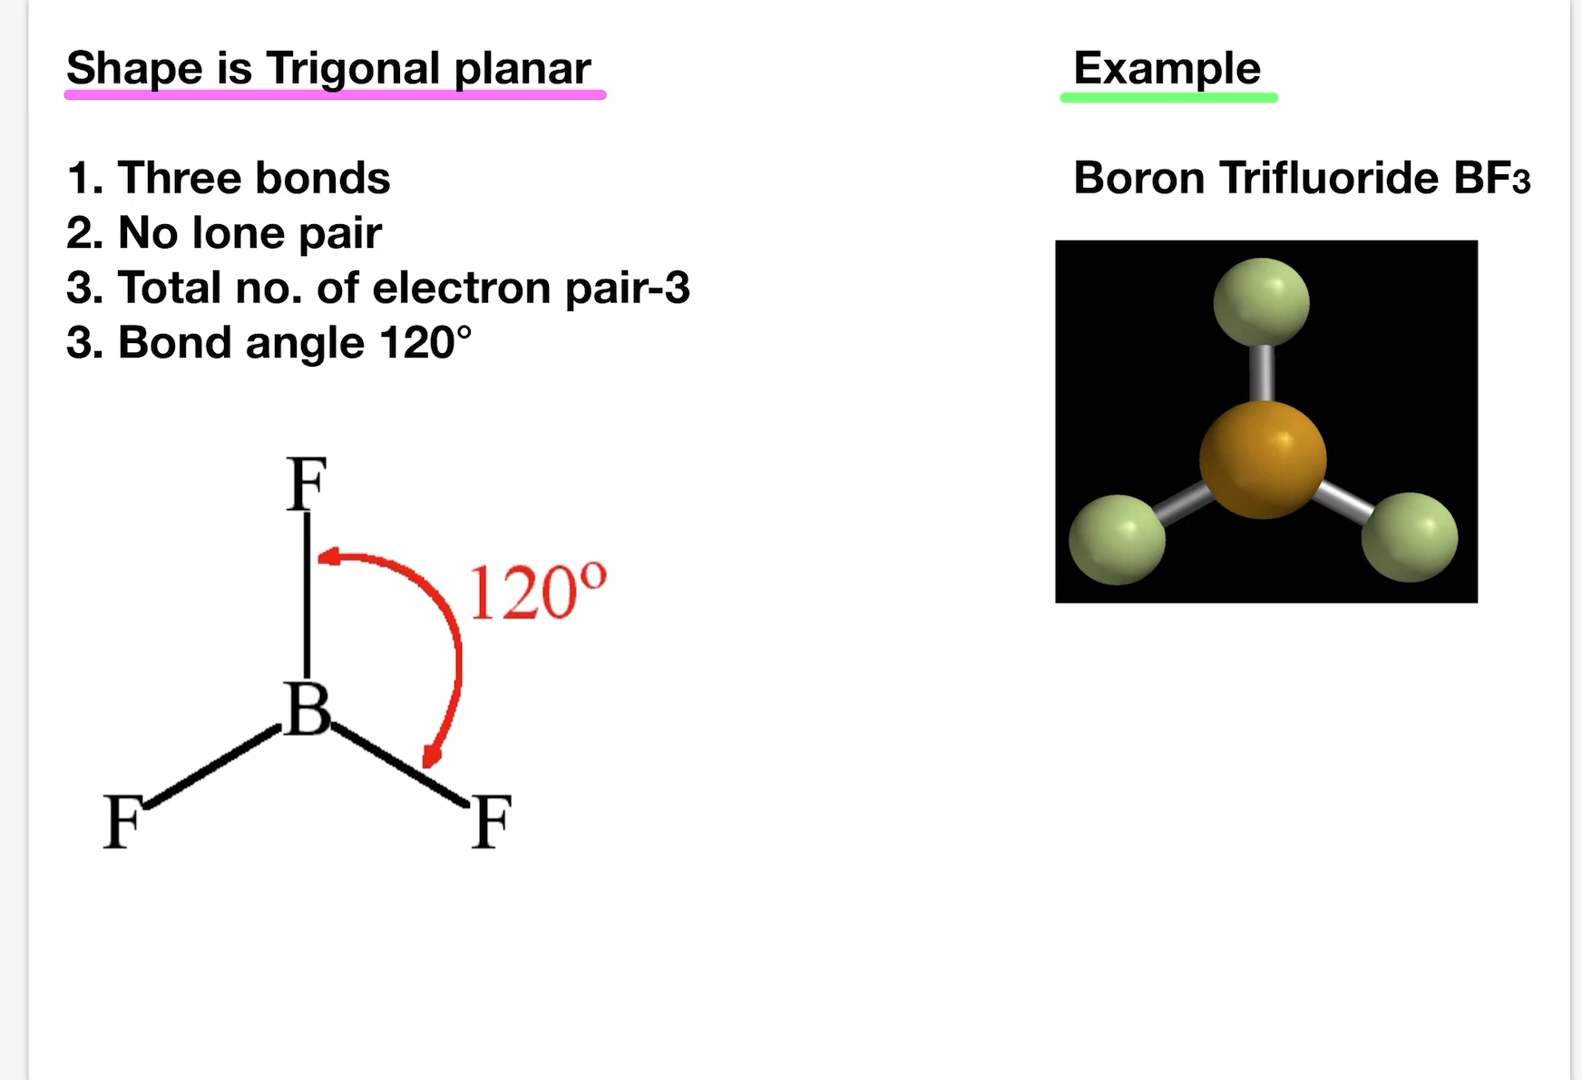 Shape is Trigonal planar
1. Three bonds
2. No lone pair
3. Total no. of electron pair-3
3. Bond angle 120°
Example
Boron Trifluoride BF3
F
120º
B
F
F